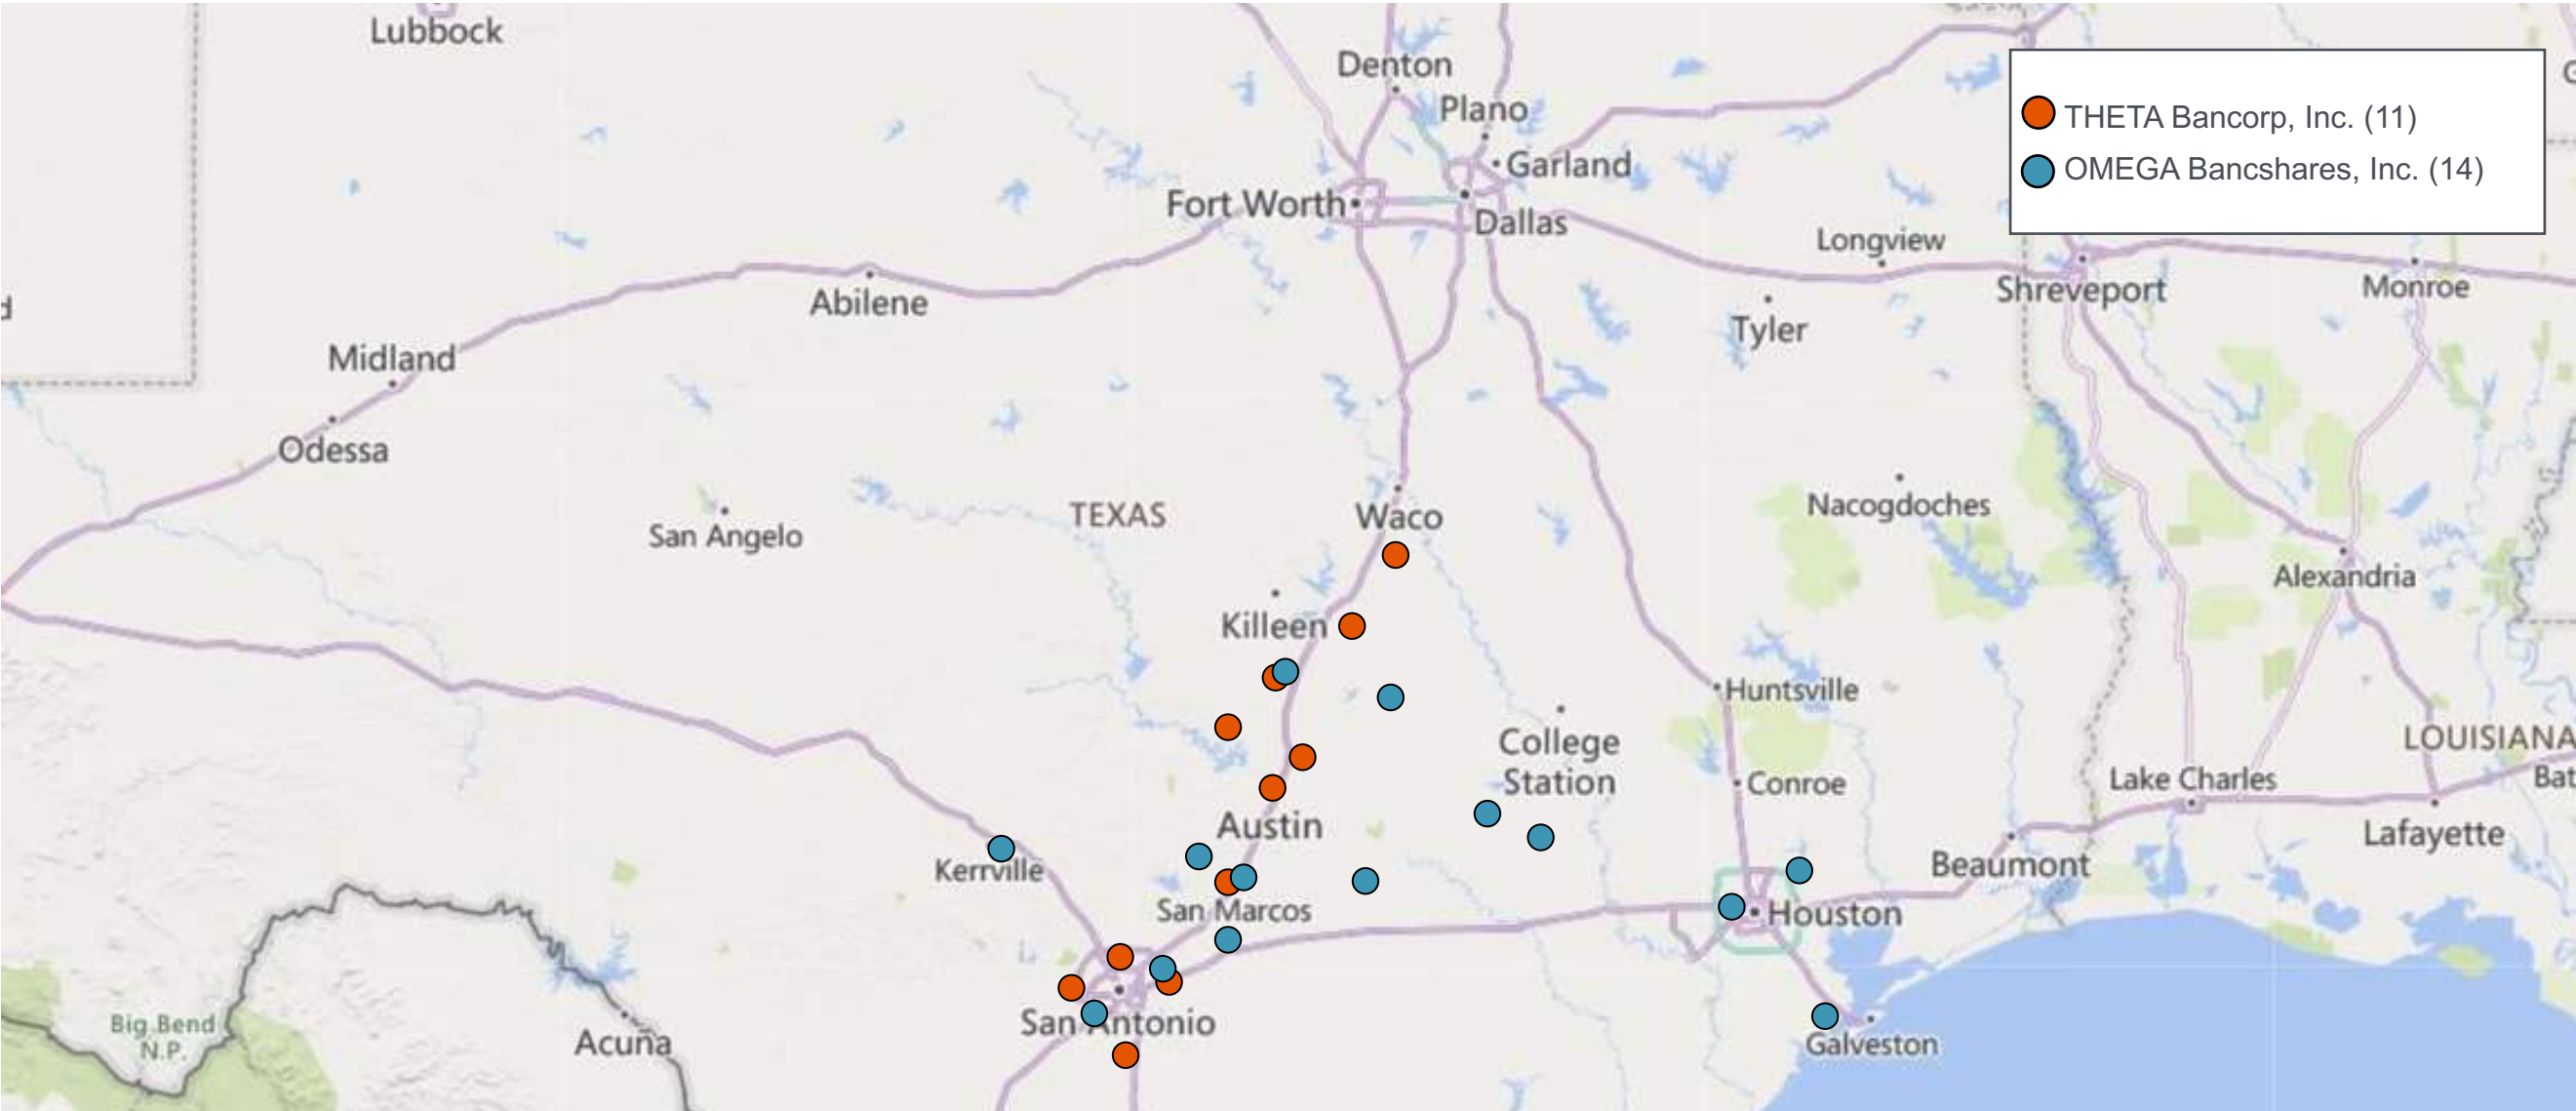 Lubbock
Denton
Plano
Garland
Fort Worth
Dallas
THETA Bancorp, Inc. (11)
OMEGA Bancshares, Inc. (14)
Longview
Shreveport
Monroe
Abilene
Tyler
Midland
Odessa
San Angelo
TEXAS
Waco
Nacogdoches
Alexandria
Killeen
Huntsville
College
Station
Conroe
LOUISIANA
Lake Charles
Bat
Austin
Lafayette
Kerrville
Beaumont
San Marcos
Houston
San Antonio
Big Bend
N.P.
Acuña
Galveston